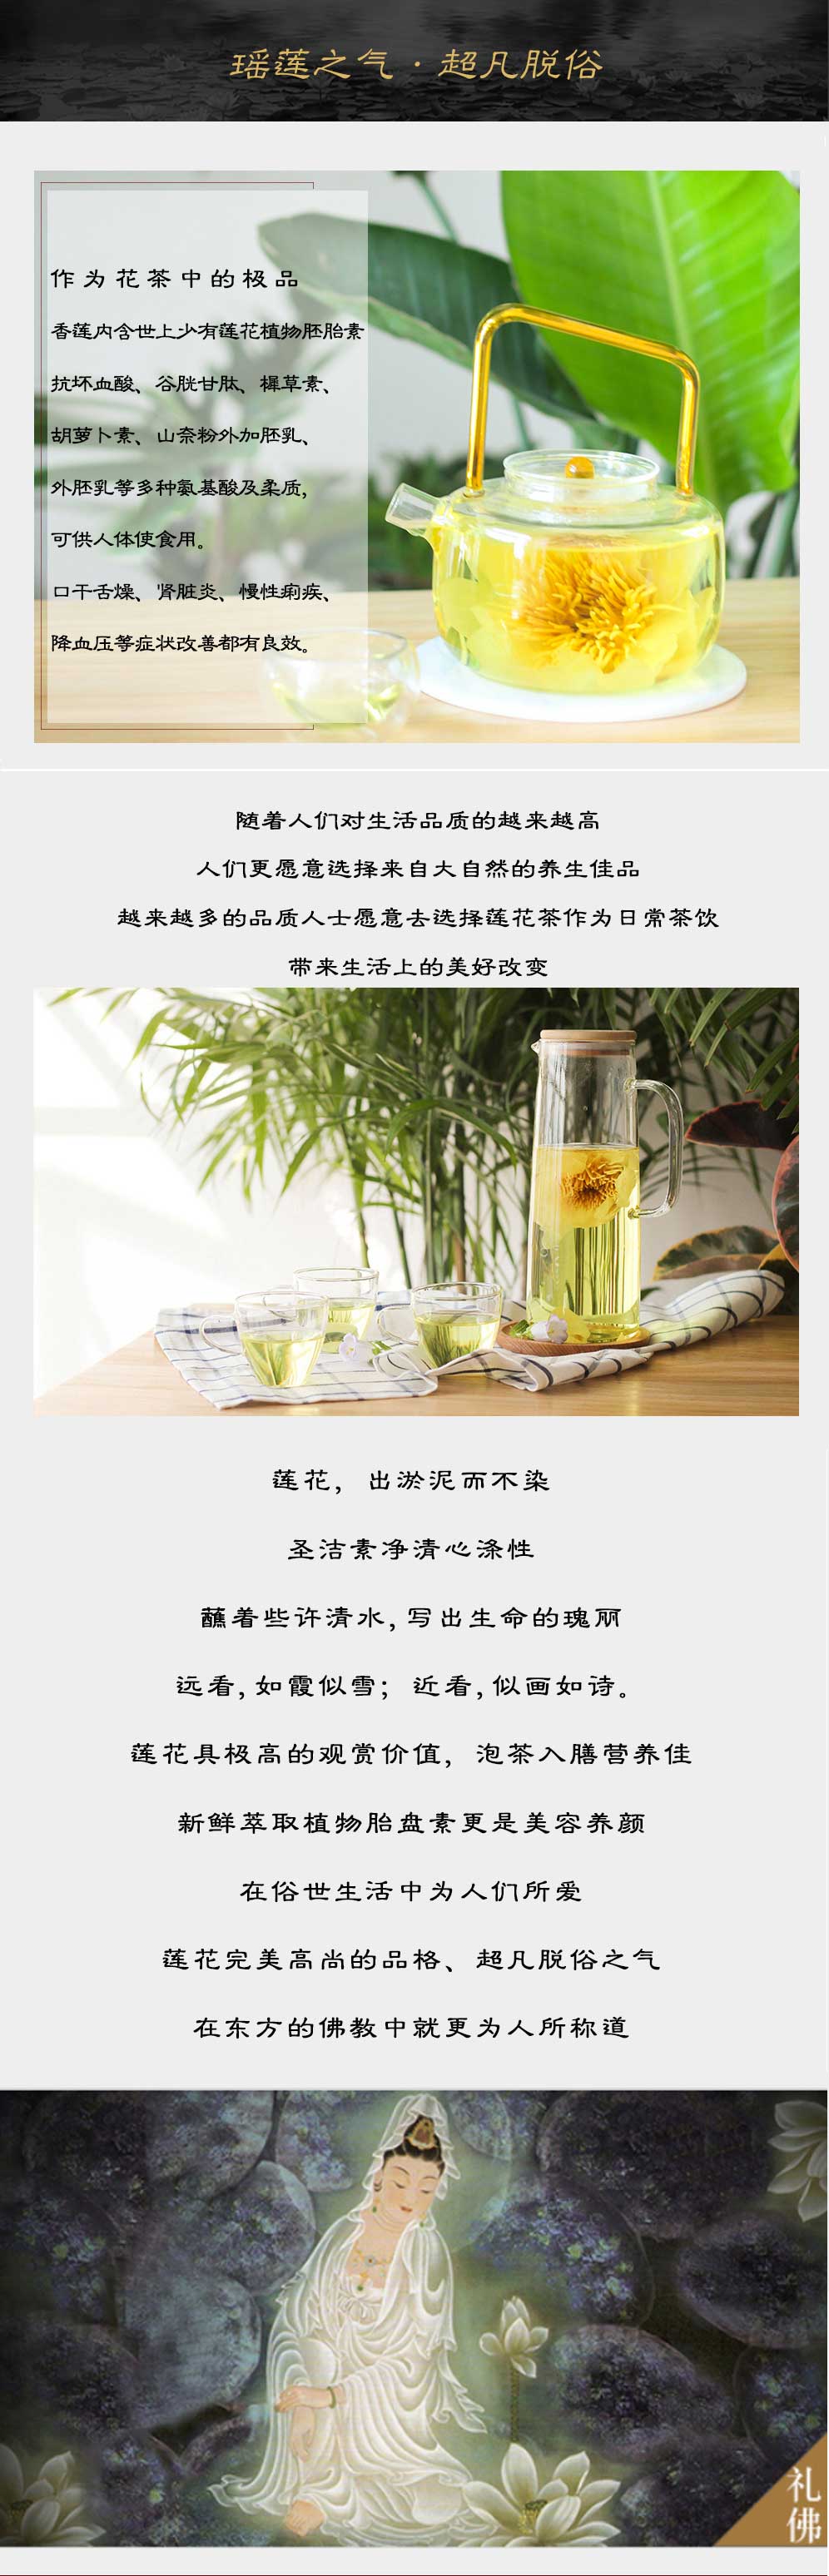 瑶莲之气·超凡脱俗
作为花茶中的极品
香莲内含世上少有莲花植物胚胎素
抗坏血酸、谷胱甘肽、樨草素、
胡萝卜素、山奈粉外加胚乳、
外胚乳等多种氨基酸及柔质,
可供人体使食用。
口干舌燥、肾脏炎、慢性痢疾、
降血压等症状改善都有良效。
随着人们对生活品质的越来越高
人们更愿意选择来自大自然的养生佳品
越来越多的品质人士愿意去选择莲花茶作为日常茶饮
带来生活上的美好改变
莲花，出淤泥而不染
圣洁素净清心涤性
蘸着些许清水,写出生命的瑰丽
远看,如霞似雪；近看,似画如诗。
莲花具极高的观赏价值，泡茶入膳营养佳
新鲜萃取植物胎盘素更是美容养颜
在俗世生活中为人们所爱
莲花完美高尚的品格、超凡脱俗之气
在东方的佛教中就更为人所称道
礼
佛